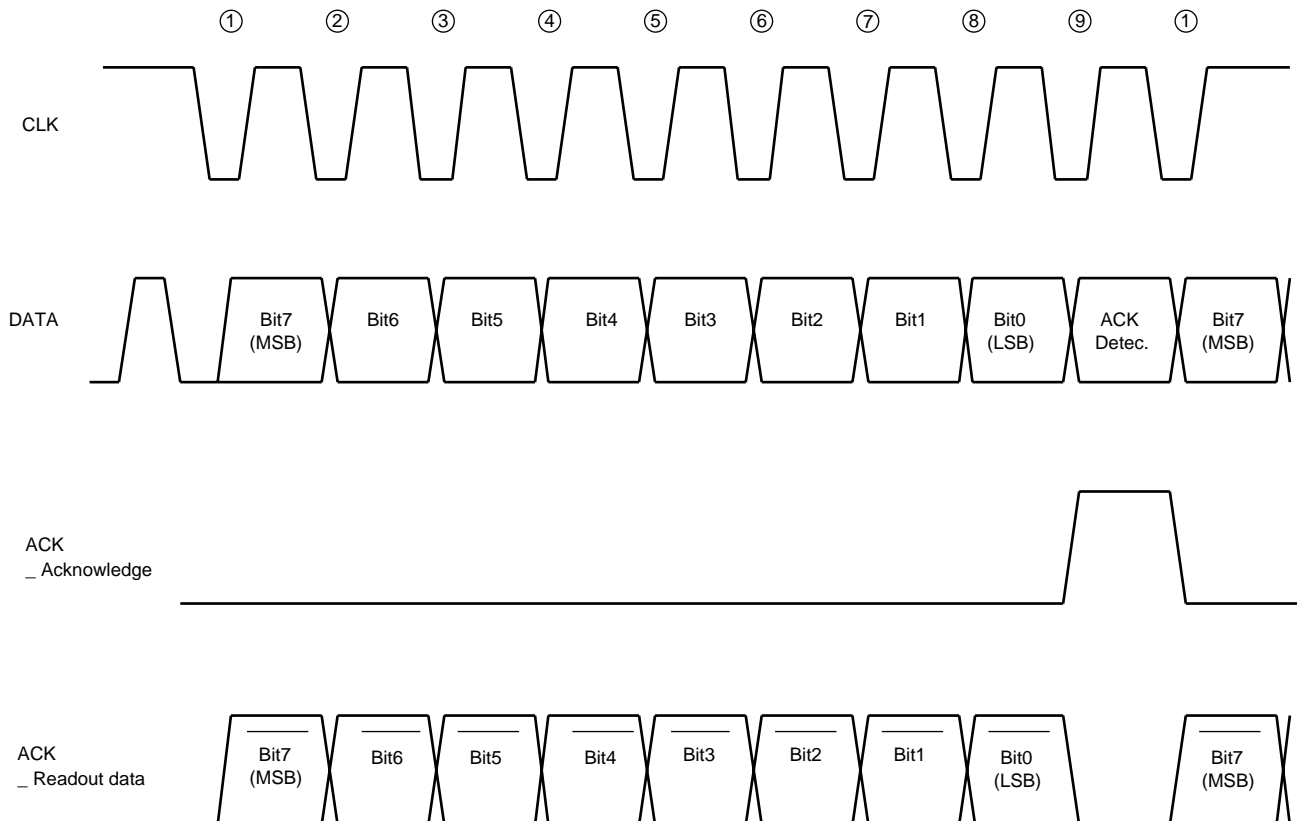 ① ② ③ ④ ⑤ ⑥ ⑦ ⑧ ⑨ ①
CLK
DATA
Bit7 Bit6 Bit5 Bit4 Bit3 Bit2 Bit1 Bit0 ACK Bit7
(MSB) (LSB) Detec. (MSB)
ACK
_ Acknowledge
ACK
_ Readout data
Bit7 Bit6 Bit5 Bit4 Bit3 Bit2 Bit1 Bit0 Bit7
(MSB) (LSB) (MSB)